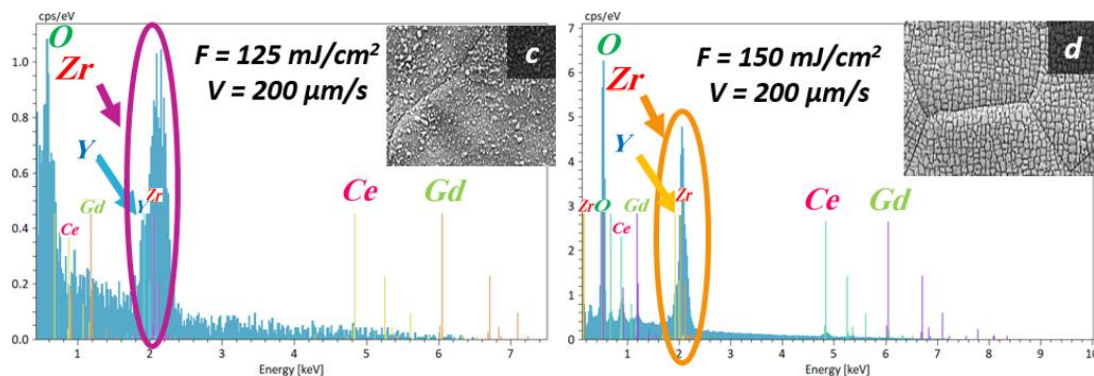 cps/eV
O
F = 125 mJ/cm²
V = 200 µm/s
c
Zr
Y
Ce
Gd
Y
Zr
Ce
Gd
1.0
0.8
0.6
0.4
0.2
0.0
1 2 3 4 5 6 7
Energy [keV]
cps/eV
O
F = 150 mJ/cm²
V = 200 µm/s
d
Zr
Y
Zr
Ce
Gd
Zr
O
Gd
Ce
7
6
5
4
3
2
1
0
1 2 3 4 5 6 7 8 9 10
Energy [keV]